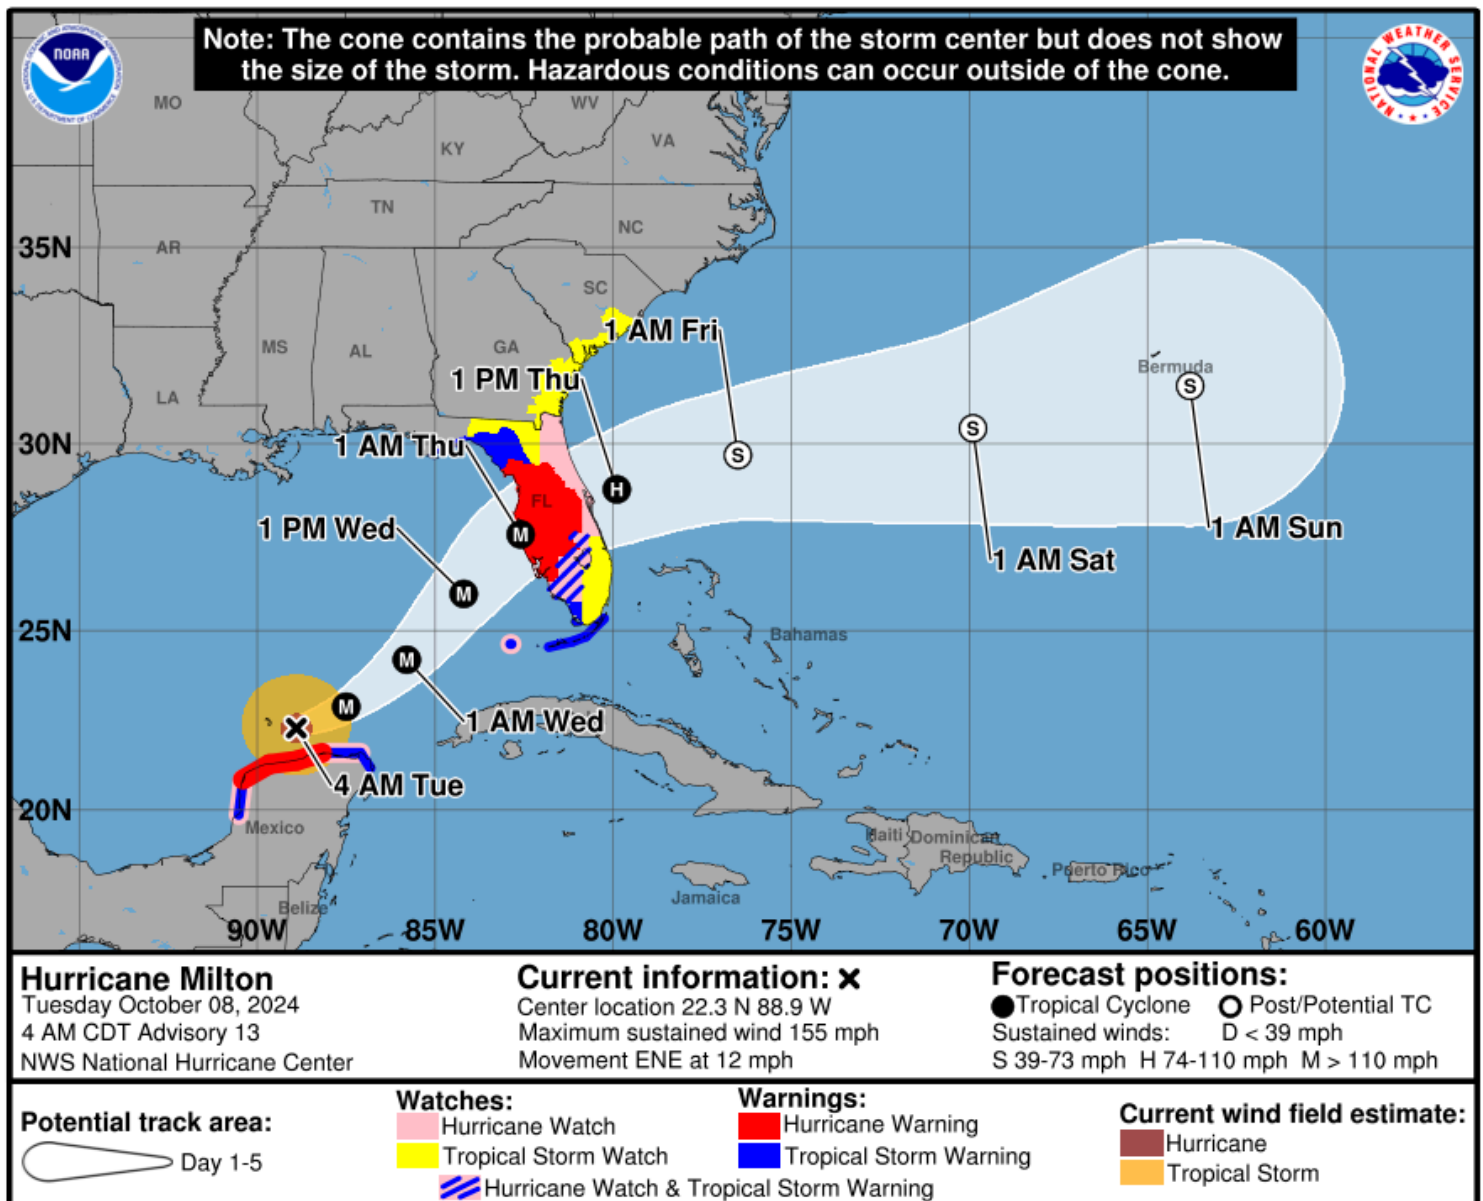 Note: The cone contains the probable path of the storm center but does not show
the size of the storm. Hazardous conditions can occur outside of the cone.
NOAA
NATIONAL OCEANIC AND ATMOSPHERIC ADMINISTRATION
U.S. DEPARTMENT OF COMMERCE
NATIONAL WEATHER SERVICE
MO
WV
KY
VA
TN
NC
AR
35N
SC
1 AM Fri
MS
AL
GA
1 PM Thu
Bermuda
S
LA
30N
1 AM Thu
S
S
H
FL
1 PM Wed
M
1 AM Sun
1 AM Sat
M
25N
Bahamas
M
M
1 AM Wed
4 AM Tue
20N
Mexico
Haiti
Dominican
Republic
Puerto Rico
Jamaica
Belize
90W 85W 80W 75W 70W 65W 60W
Hurricane Milton
Tuesday October 08, 2024
4 AM CDT Advisory 13
NWS National Hurricane Center
Current information: ✖
Center location 22.3 N 88.9 W
Maximum sustained wind 155 mph
Movement ENE at 12 mph
Forecast positions:
Tropical Cyclone Post/Potential TC
Sustained winds: D < 39 mph
S 39-73 mph H 74-110 mph M > 110 mph
Potential track area:
Day 1-5
Watches:
Hurricane Watch
Tropical Storm Watch
Warnings:
Hurricane Warning
Tropical Storm Warning
Hurricane Watch & Tropical Storm Warning
Current wind field estimate:
Hurricane
Tropical Storm